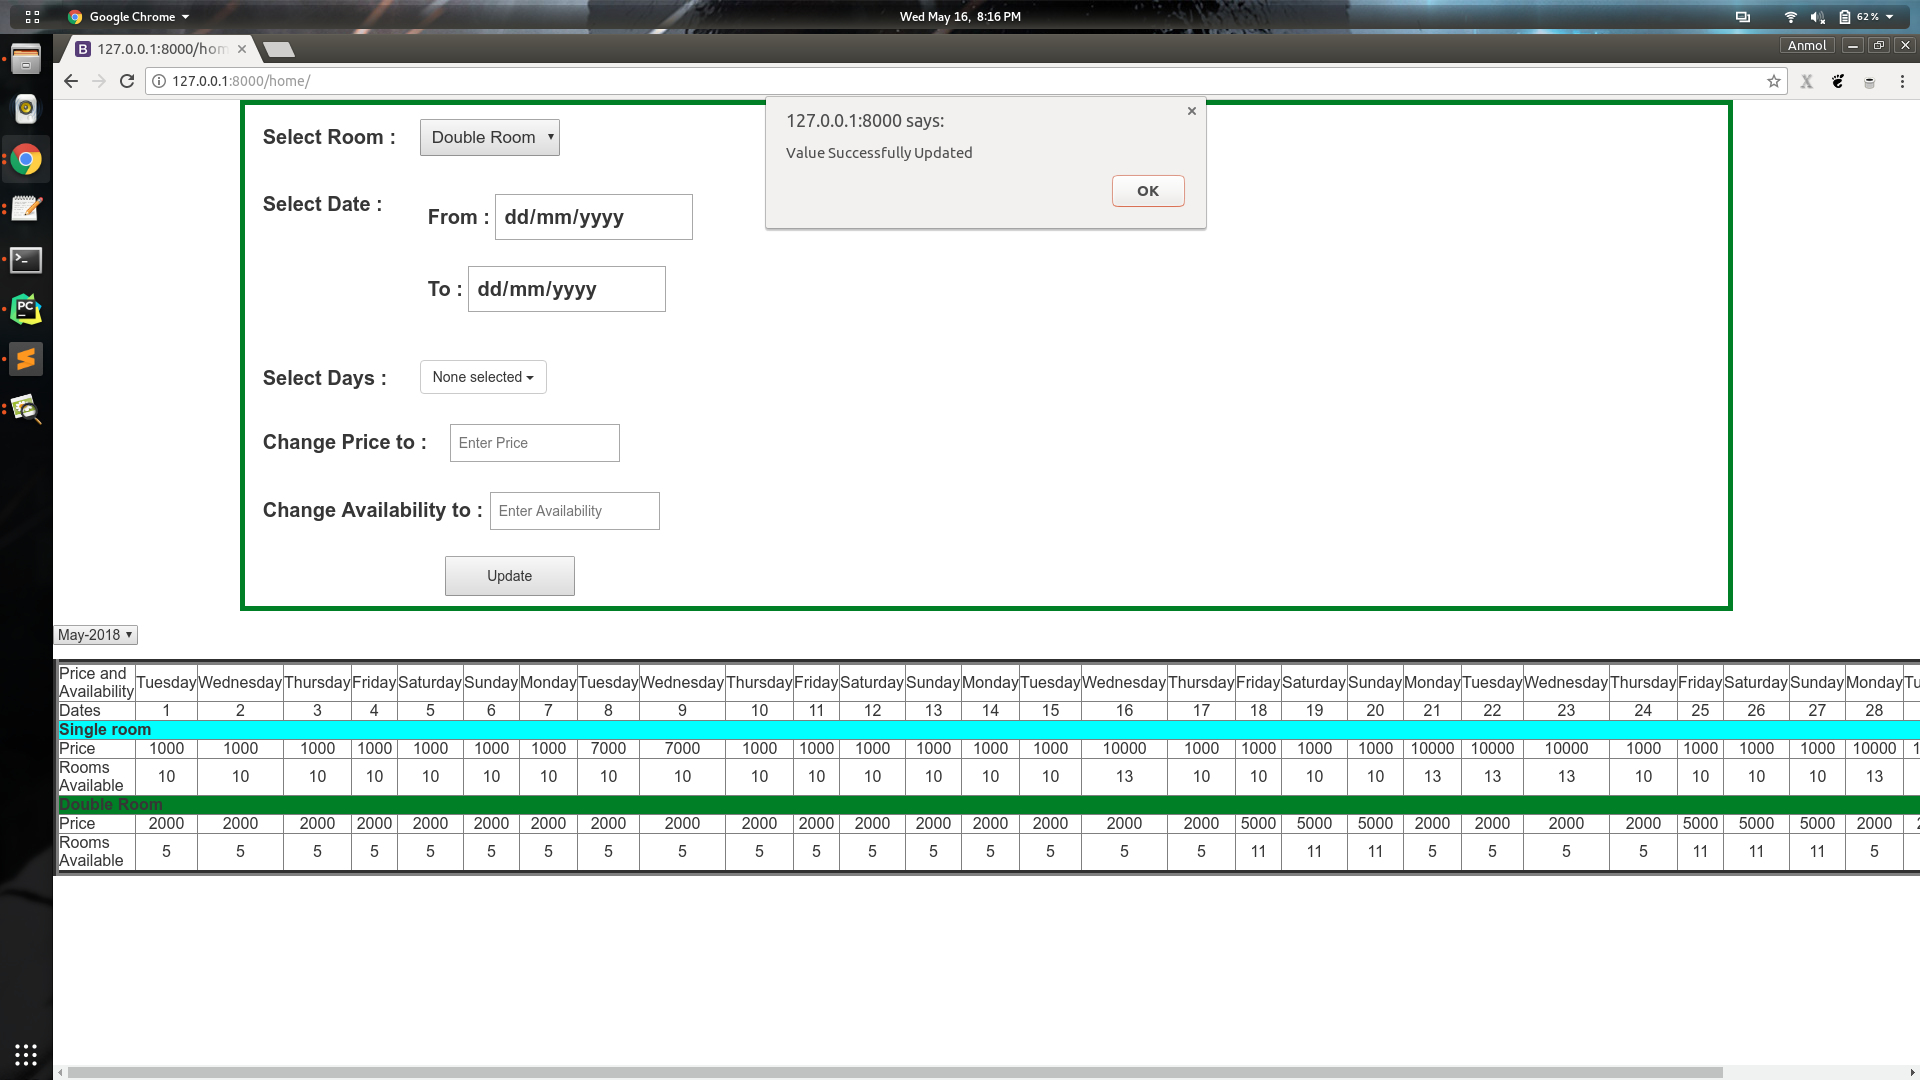 Google Chrome
Wed May 16, 8:16 PM
62 %
127.0.0.1:8000/hom
Anmol
127.0.0.1:8000/home/
127.0.0.1:8000 says:
Value Successfully Updated
OK
Select Room :
Double Room
Select Date :
From :
dd/mm/yyyy
To :
dd/mm/yyyy
Select Days :
None selected
Change Price to :
Enter Price
Change Availability to :
Enter Availability
Update
May-2018
Price and Availability Tuesday Wednesday Thursday Friday Saturday Sunday Monday Tuesday Wednesday Thursday Friday Saturday Sunday Monday Tuesday Wednesday Thursday Friday Saturday Sunday Monday Tuesday Wednesday Thursday Friday Saturday Sunday Monday Tu
Dates 1 2 3 4 5 6 7 8 9 10 11 12 13 14 15 16 17 18 19 20 21 22 23 24 25 26 27 28
Single room
Price 1000 1000 1000 1000 1000 1000 1000 7000 7000 1000 1000 1000 1000 1000 1000 10000 1000 1000 1000 1000 10000 10000 10000 1000 1000 1000 1000 10000 1
Rooms Available 10 10 10 10 10 10 10 10 10 10 10 10 10 10 10 13 10 10 10 10 13 13 13 10 10 10 10 13
Double Room
Price 2000 2000 2000 2000 2000 2000 2000 2000 2000 2000 2000 2000 2000 2000 2000 2000 2000 5000 5000 5000 2000 2000 2000 2000 5000 5000 5000 2000
Rooms Available 5 5 5 5 5 5 5 5 5 5 5 5 5 5 5 5 5 11 11 11 5 5 5 5 11 11 11 5